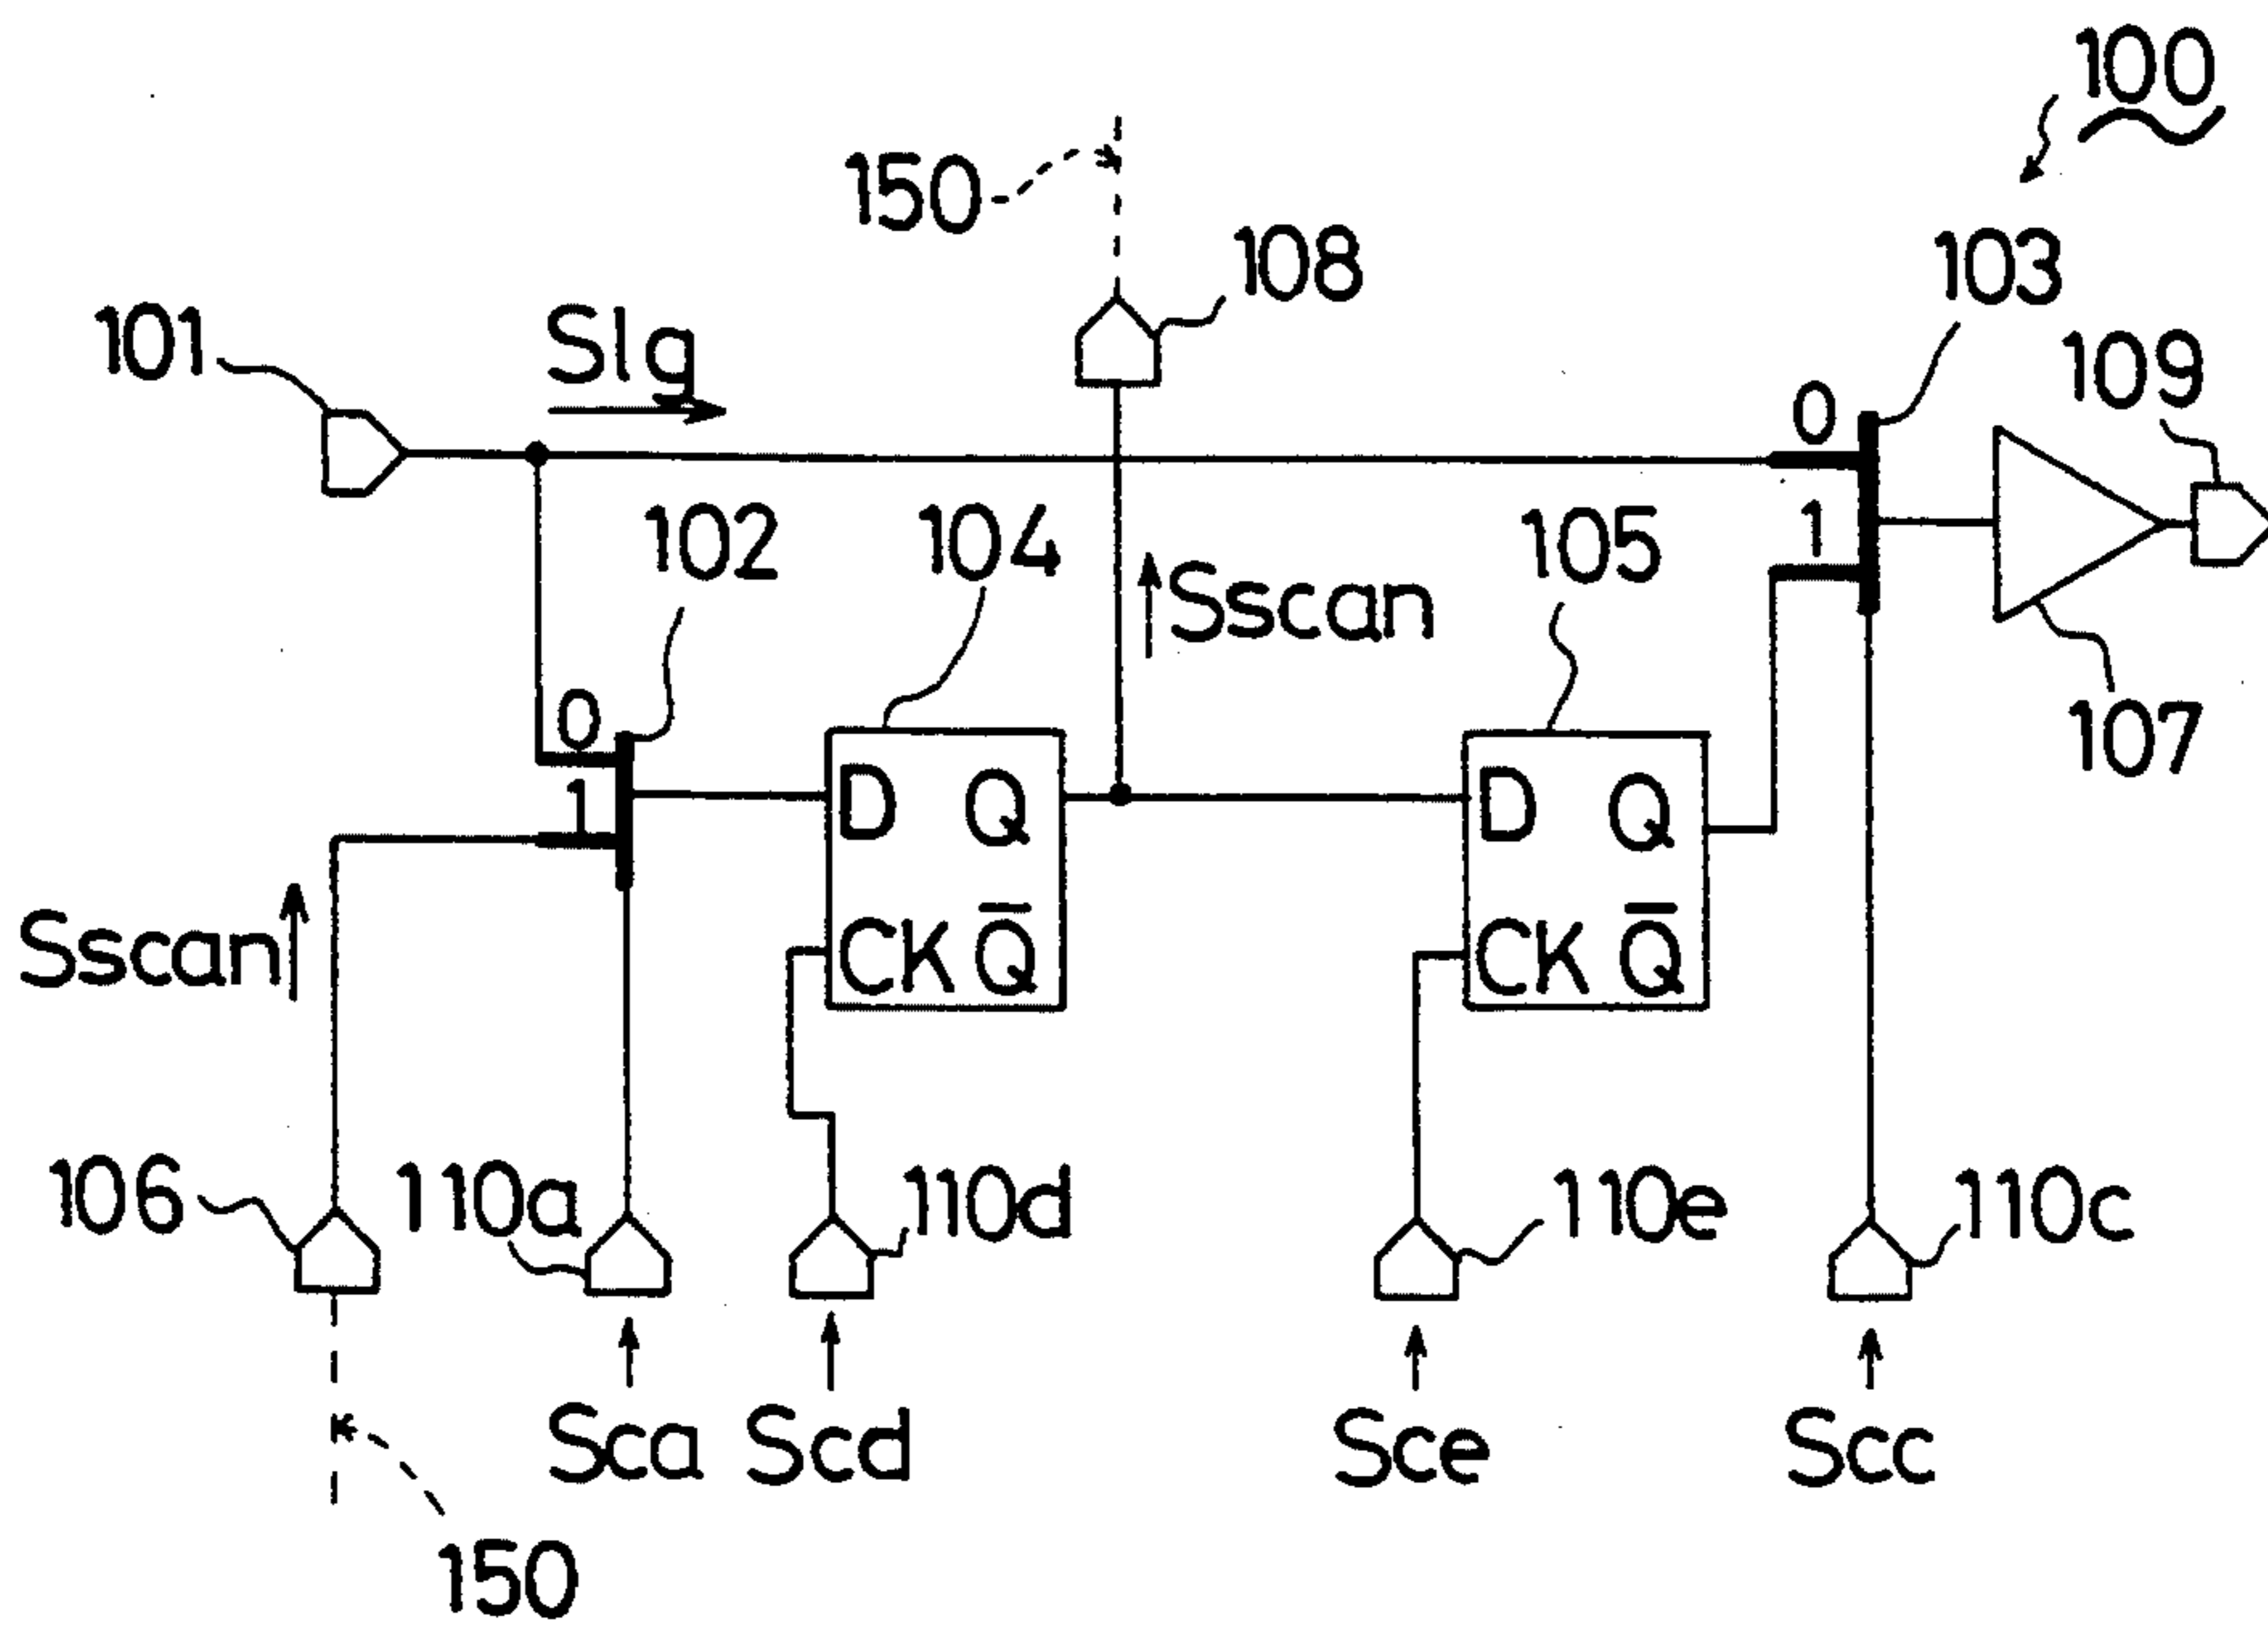 100
150
108
103
101
Slg
109
0
102
104
105
1
Sscan
107
0
1
D Q
D Q
Sscan
CK Q̅
CK Q̅
106
110a
110d
110e
110c
Sca
Scd
Sce
Scc
150